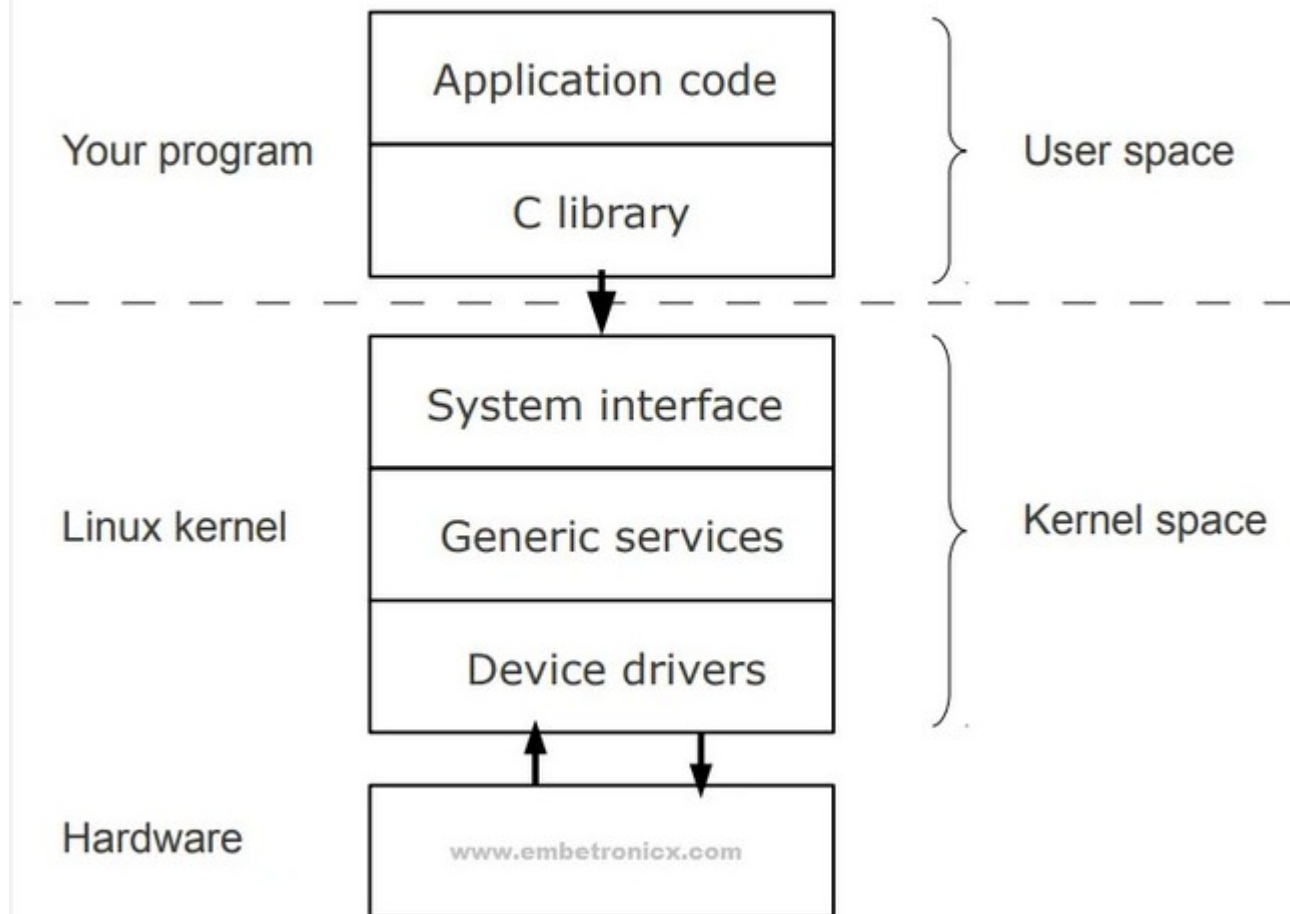 Application code
Your program
User space
C library
System interface
Linux kernel
Generic services
Kernel space
Device drivers
Hardware
www.embetronicx.com